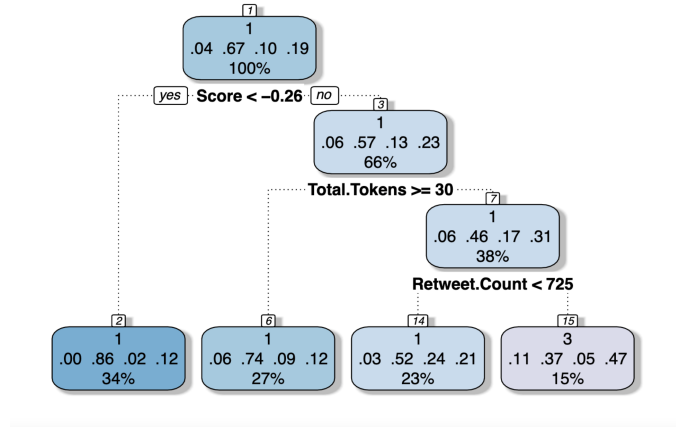 1
1
.04 .67 .10 .19
100%
yes Score < −0.26 no
3
1
.06 .57 .13 .23
66%
Total.Tokens >= 30
7
1
.06 .46 .17 .31
38%
Retweet.Count < 725
2
1
.00 .86 .02 .12
34%
6
1
.06 .74 .09 .12
27%
14
1
.03 .52 .24 .21
23%
15
3
.11 .37 .05 .47
15%